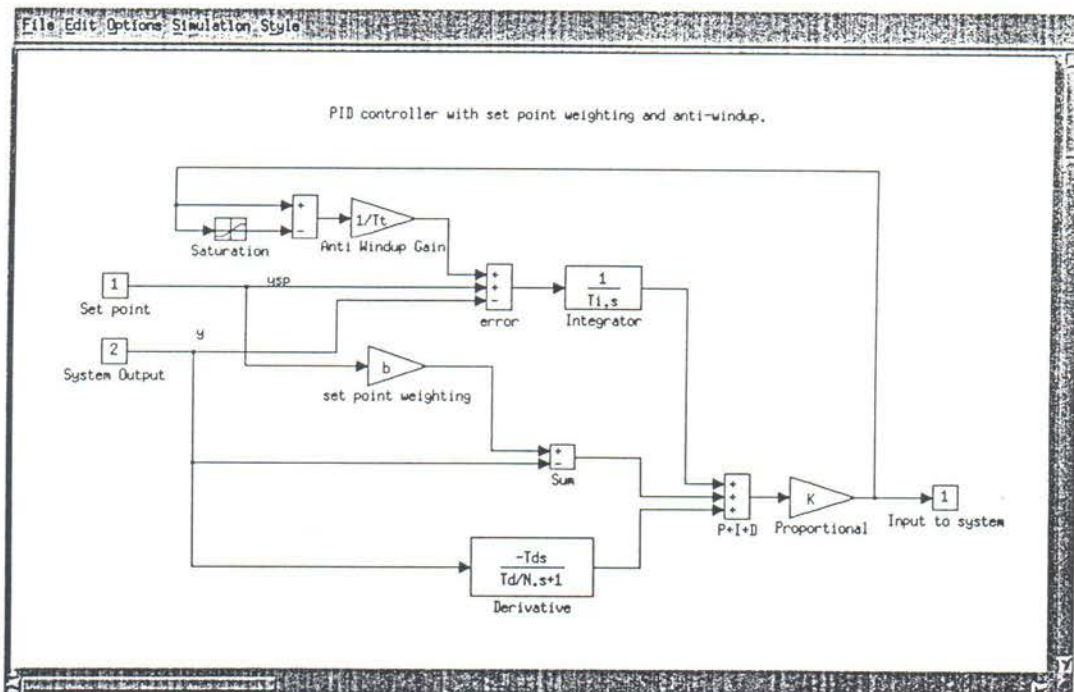 File Edit Options Simulation Style
PID controller with set point weighting and anti-windup.
+
−
1/Tt
Saturation
Anti Windup Gain
1
ysp
Set point
+
+
−
error
1
Ti.s
Integrator
2
y
System Output
b
set point weighting
+
−
Sum
+
+
+
P+I+D
K
Proportional
1
Input to system
-Tds
Td/N.s+1
Derivative